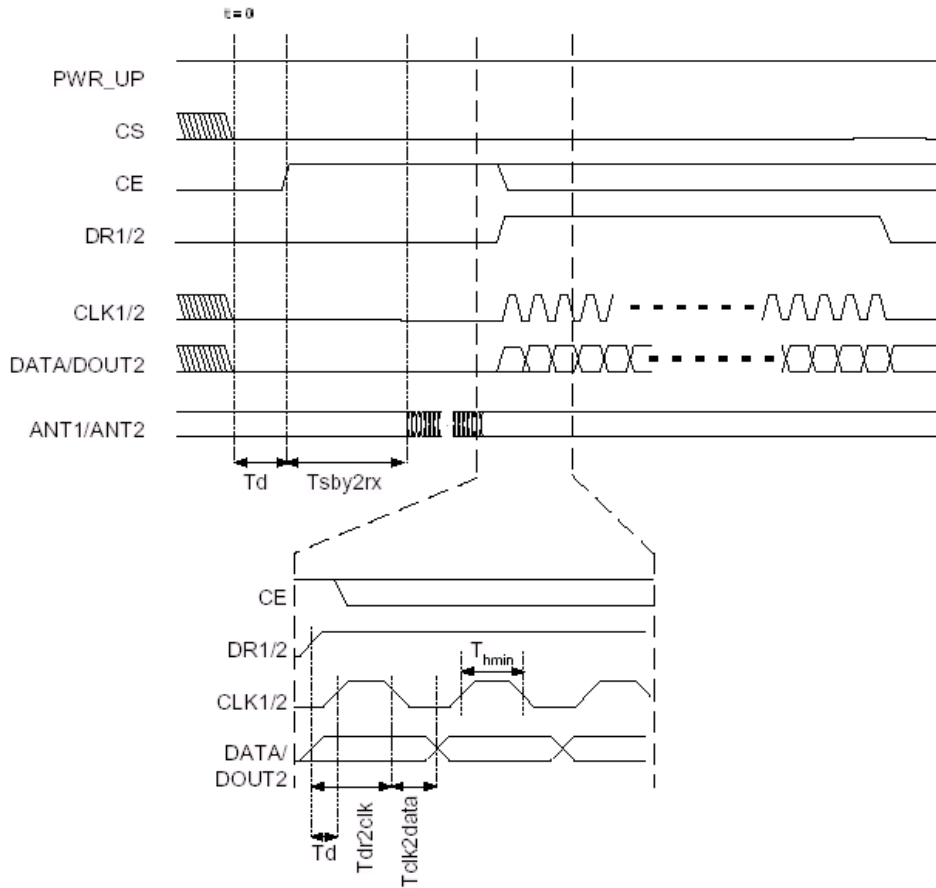 t=0
PWR_UP
CS
CE
DR1/2
CLK1/2
DATA/DOUT2
ANT1/ANT2
Td
Tsby2rx
CE
DR1/2
Thmin
CLK1/2
DATA/
DOUT2
Td
Tdr2clk
Tclk2data